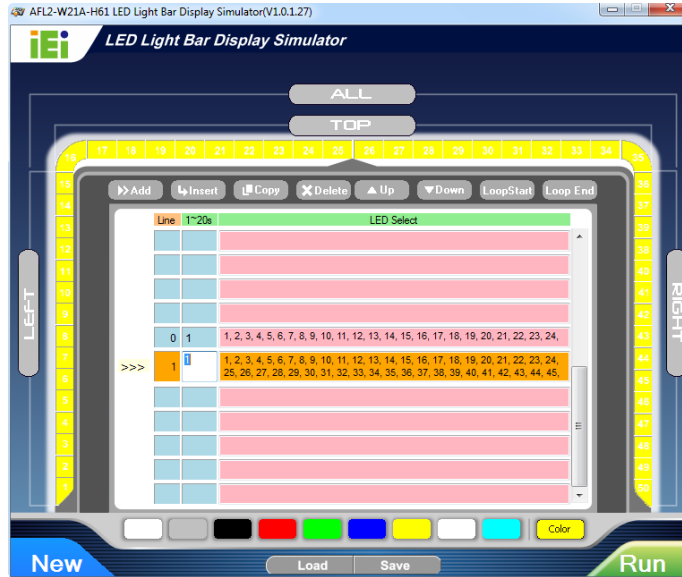 AFL2-W21A-H61 LED Light Bar Display Simulator(V1.0.1.27)
iEi
LED Light Bar Display Simulator
ALL
TOP
16 17 18 19 20 21 22 23 24 25 26 27 28 29 30 31 32 33 34 35
Add Insert Copy Delete Up Down LoopStart Loop End
Line 1~20s LED Select
0 1 1, 2, 3, 4, 5, 6, 7, 8, 9, 10, 11, 12, 13, 14, 15, 16, 17, 18, 19, 20, 21, 22, 23, 24,
>>> 1 1 1, 2, 3, 4, 5, 6, 7, 8, 9, 10, 11, 12, 13, 14, 15, 16, 17, 18, 19, 20, 21, 22, 23, 24,
25, 26, 27, 28, 29, 30, 31, 32, 33, 34, 35, 36, 37, 38, 39, 40, 41, 42, 43, 44, 45,
LEFT
15
14
13
12
11
10
9
8
7
6
5
4
3
2
1
RIGHT
36
37
38
39
40
41
42
43
44
45
46
47
48
49
50
Color
New
Load Save
Run